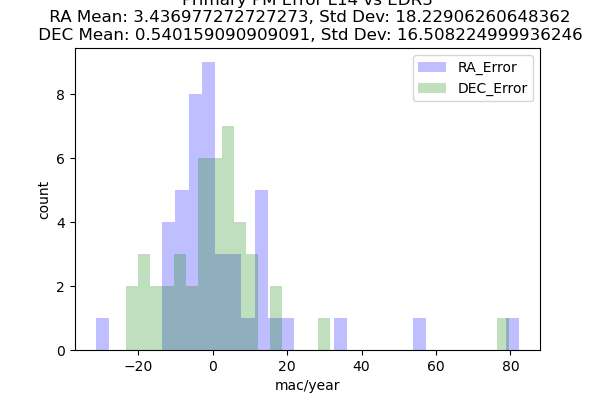 Primary PM Error L14 vs EDR3
RA Mean: 3.436977272727273, Std Dev: 18.22906260648362
DEC Mean: 0.540159090909091, Std Dev: 16.508224999936246
RA_Error
DEC_Error
8
6
4
2
0
count
−20
0
20
40
60
80
mac/year